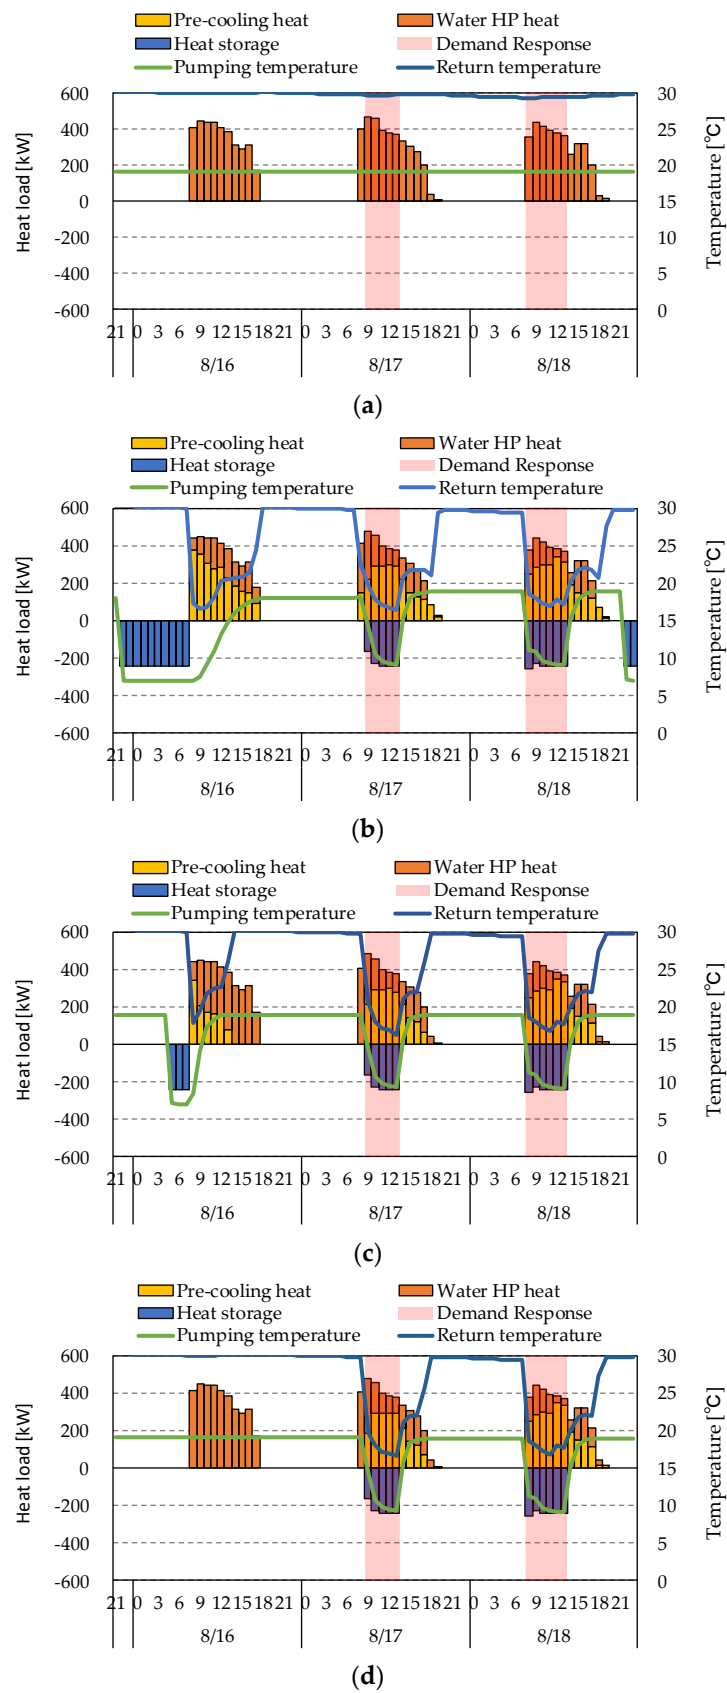 Pre-cooling heat Water HP heat
Heat storage Demand Response
Pumping temperature Return temperature
Heat load [kW]
600
400
200
0
-200
-400
-600
30
25
20
15
10
5
0
Temperature [℃]
21 0 3 6 9 12 15 18 21 0 3 6 9 12 15 18 21 0 3 6 9 12 15 18 21
8/16 8/17 8/18
(a)
Pre-cooling heat Water HP heat
Heat storage Demand Response
Pumping temperature Return temperature
Heat load [kW]
600
400
200
0
-200
-400
-600
30
25
20
15
10
5
0
Temperature [℃]
21 0 3 6 9 12 15 18 21 0 3 6 9 12 15 18 21 0 3 6 9 12 15 18 21
8/16 8/17 8/18
(b)
Pre-cooling heat Water HP heat
Heat storage Demand Response
Pumping temperature Return temperature
Heat load [kW]
600
400
200
0
-200
-400
-600
30
25
20
15
10
5
0
Temperature [℃]
21 0 3 6 9 12 15 18 21 0 3 6 9 12 15 18 21 0 3 6 9 12 15 18 21
8/16 8/17 8/18
(c)
Pre-cooling heat Water HP heat
Heat storage Demand Response
Pumping temperature Return temperature
Heat load [kW]
600
400
200
0
-200
-400
-600
30
25
20
15
10
5
0
Temperature [℃]
21 0 3 6 9 12 15 18 21 0 3 6 9 12 15 18 21 0 3 6 9 12 15 18 21
8/16 8/17 8/18
(d)